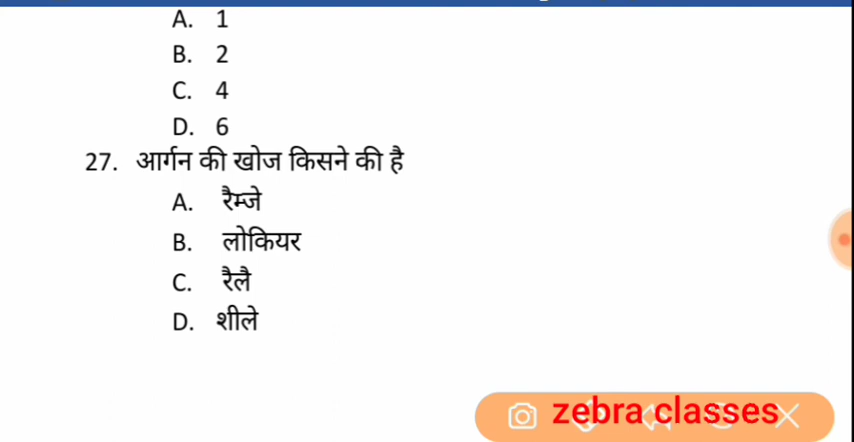 A. 1
B. 2
C. 4
D. 6
27. आर्गन की खोज किसने की है
A. रैम्जे
B. लोकियर
C. रैलै
D. शीले
zebra classes